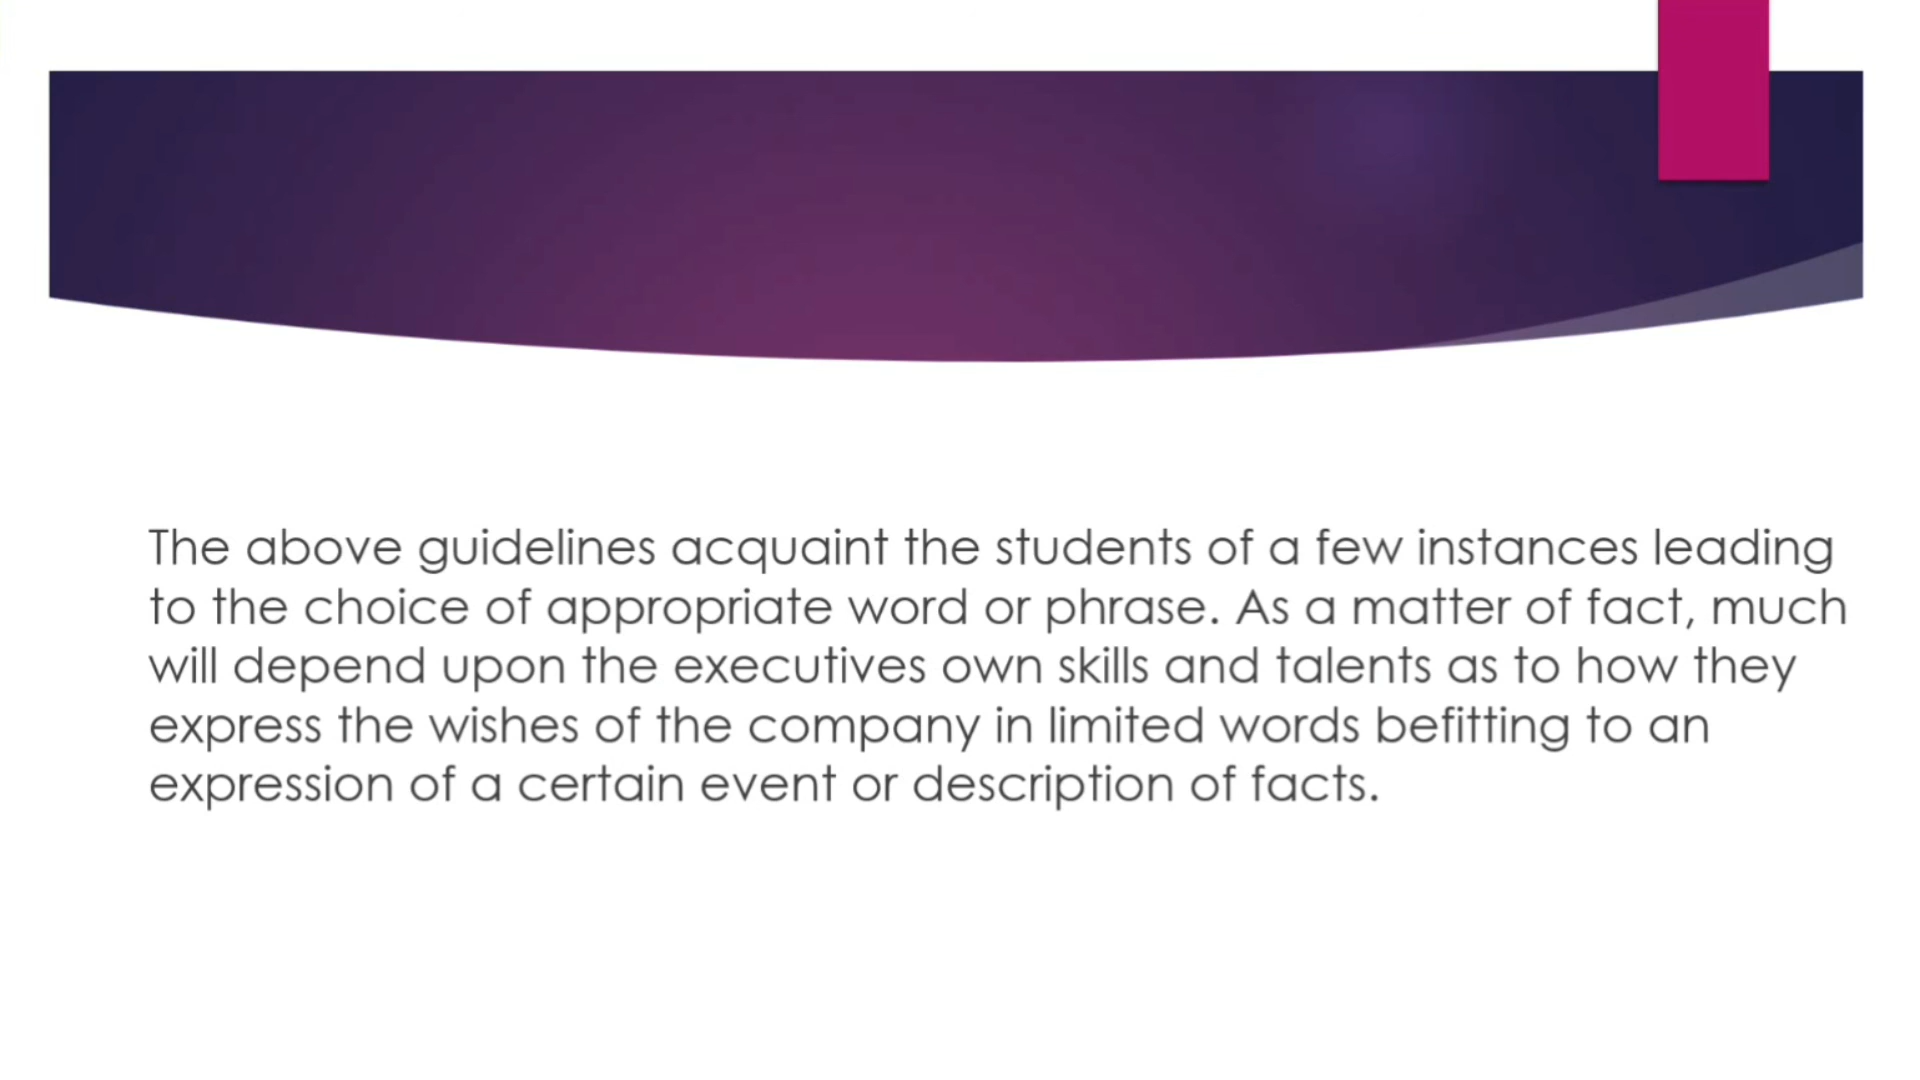 The above guidelines acquaint the students of a few instances leading
to the choice of appropriate word or phrase. As a matter of fact, much
will depend upon the executives own skills and talents as to how they
express the wishes of the company in limited words befitting to an
expression of a certain event or description of facts.